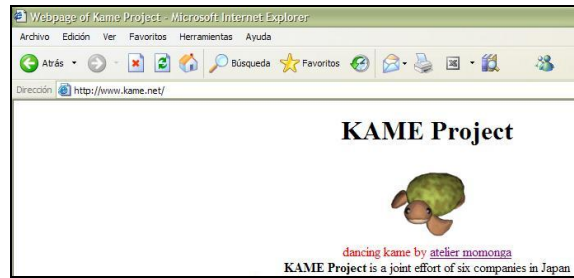 Webpage of Kame Project - Microsoft Internet Explorer
Archivo Edición Ver Favoritos Herramientas Ayuda
Atrás Búsqueda Favoritos
Dirección http://www.kame.net/
KAME Project
dancing kame by atelier momonga
KAME Project is a joint effort of six companies in Japan